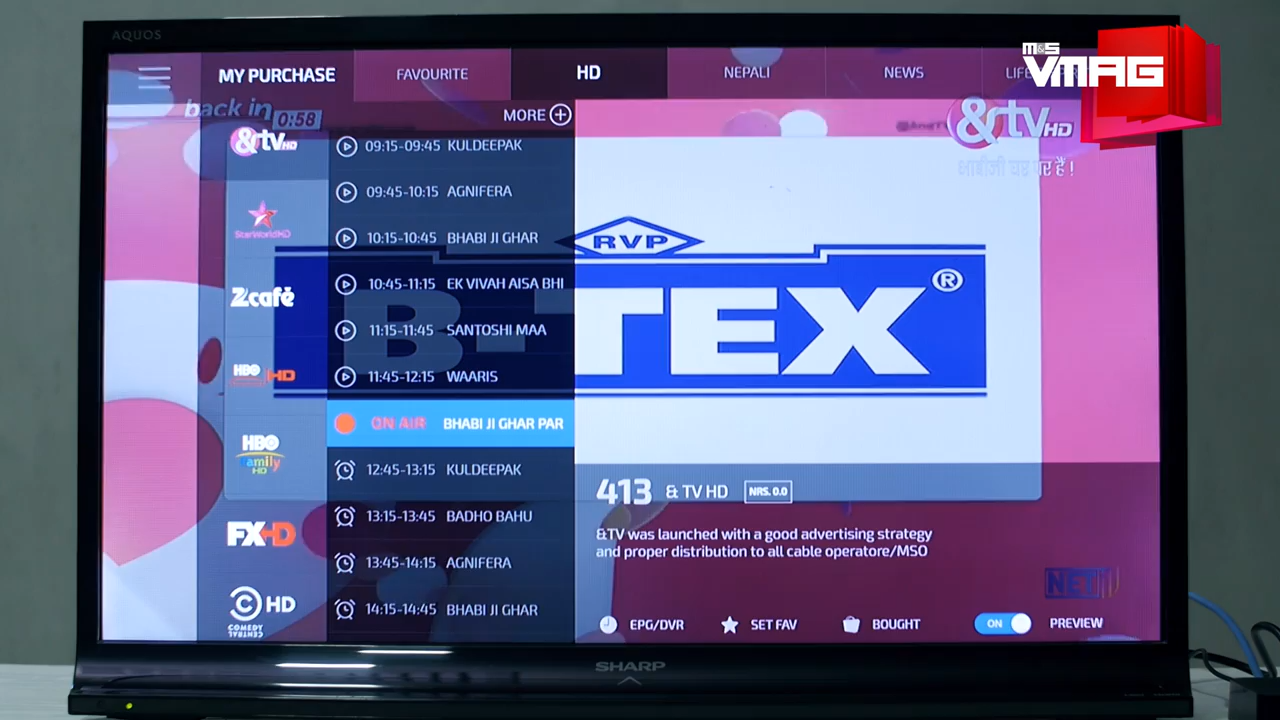 AQUOS
M&S
VMAG
MY PURCHASE
FAVOURITE
HD
NEPALI
NEWS
back in
0:58
MORE
&tv HD
&tv HD
भाबीजी घर पर हैं!
09:15-09:45 KULDEEPAK
09:45-10:15 AGNIFERA
StarWorldHD
10:15-10:45 BHABI JI GHAR
RVP
Zcafé
10:45-11:15 EK VIVAH AISA BHI
B-TEX®
11:15-11:45 SANTOSHI MAA
HBO HD
11:45-12:15 WAARIS
ON AIR BHABI JI GHAR PAR
HBO
Family
HD
12:45-13:15 KULDEEPAK
413 & TV HD NRS. 0.0
FXHD
13:15-13:45 BADHO BAHU
&TV was launched with a good advertising strategy
and proper distribution to all cable operatore/MSO
13:45-14:15 AGNIFERA
NET
COMEDY
CENTRAL
HD
14:15-14:45 BHABI JI GHAR
EPG/DVR
SET FAV
BOUGHT
ON
PREVIEW
SHARP